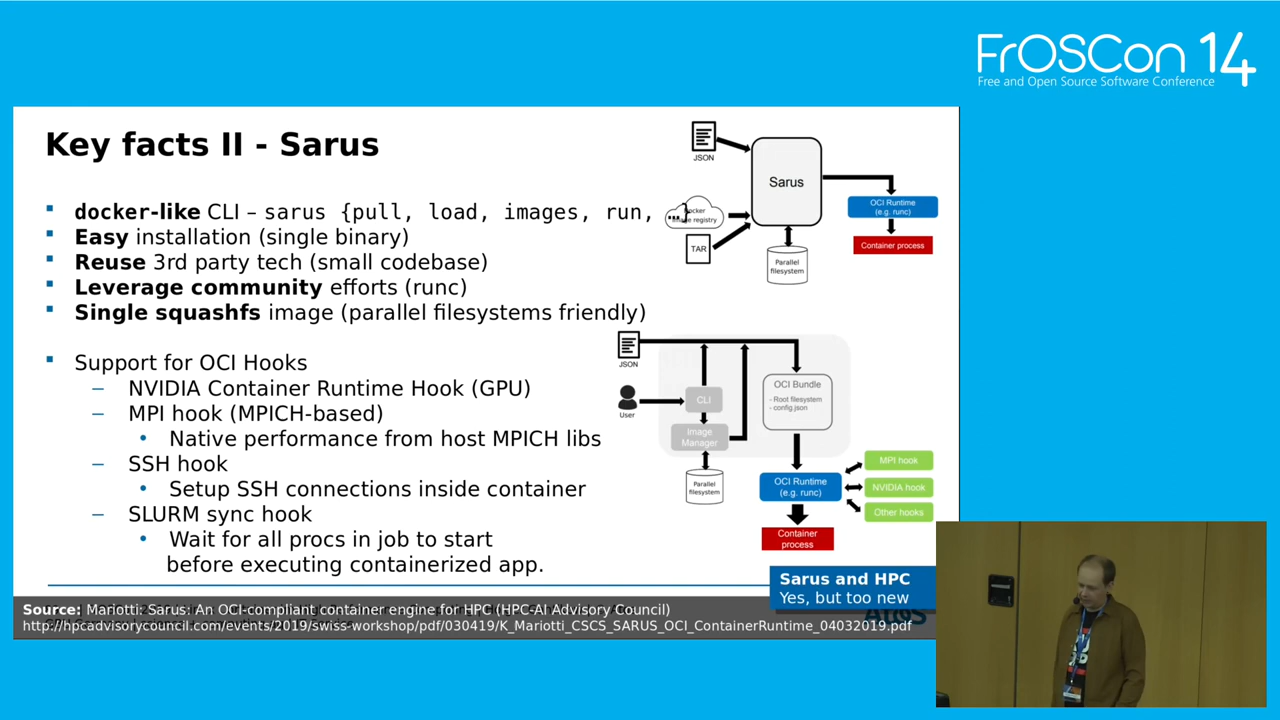 FrOSCon 14
Free and Open Source Software Conference
Key facts II - Sarus
docker-like CLI – sarus {pull, load, images, run, …}
Easy installation (single binary)
Reuse 3rd party tech (small codebase)
Leverage community efforts (runc)
Single squashfs image (parallel filesystems friendly)
Support for OCI Hooks
– NVIDIA Container Runtime Hook (GPU)
– MPI hook (MPICH-based)
• Native performance from host MPICH libs
– SSH hook
• Setup SSH connections inside container
– SLURM sync hook
• Wait for all procs in job to start
before executing containerized app.
JSON
Sarus
registry
TAR
Parallel
filesystem
OCI Runtime
(e.g. runc)
Container process
JSON
User
CLI
Image
Manager
Parallel
filesystem
OCI Bundle
- Root filesystem
- config.json
OCI Runtime
(e.g. runc)
MPI hook
NVIDIA hook
Other hooks
Container
process
Sarus and HPC
Yes, but too new
Source: Mariotti: Sarus: An OCI-compliant container engine for HPC (HPC-AI Advisory Council)
http://hpcadvisorycouncil.com/events/2019/swiss-workshop/pdf/030419/K_Mariotti_CSCS_SARUS_OCI_ContainerRuntime_04032019.pdf